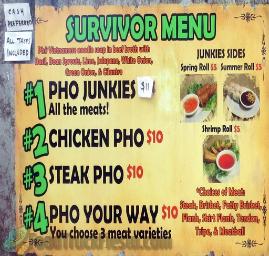 CASH
PREFERRED
ALL TAXES
INCLUDED
SURVIVOR MENU
Pho! Vietnamese noodle soup in beef broth with
Basil, Bean Sprouts, Lime, Jalapeno, White Onion,
Green Onion, & Cilantro
#1 PHO JUNKIES $11
All the meats!
#2 CHICKEN PHO $10
#3 STEAK PHO $10
#4 PHO YOUR WAY $10
You choose 3 meat varieties
JUNKIES SIDES
Spring Roll $5 Summer Roll $5
Shrimp Roll $5
*Choices of Meat:
Steak, Brisket, Fatty Brisket,
Flank, Skirt Flank, Tendon,
Tripe, & Meatball